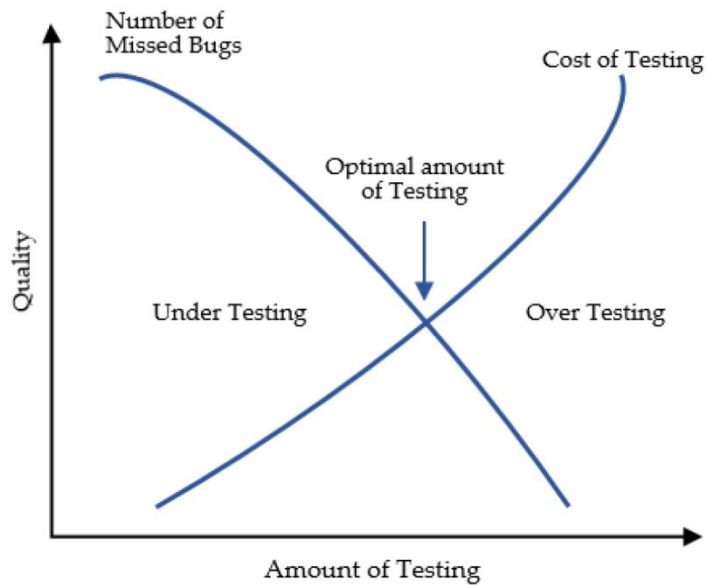 Number of
Missed Bugs
Cost of Testing
Optimal amount
of Testing
Quality
Under Testing
Over Testing
Amount of Testing